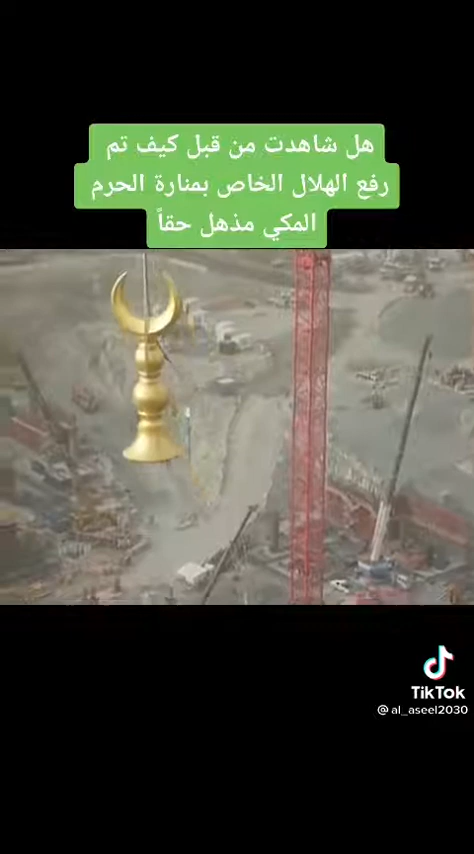 هل شاهدت من قبل كيف تم
رفع الهلال الخاص بمنارة الحرم
المكي مذهل حقاً
TikTok
@al_aseel2030